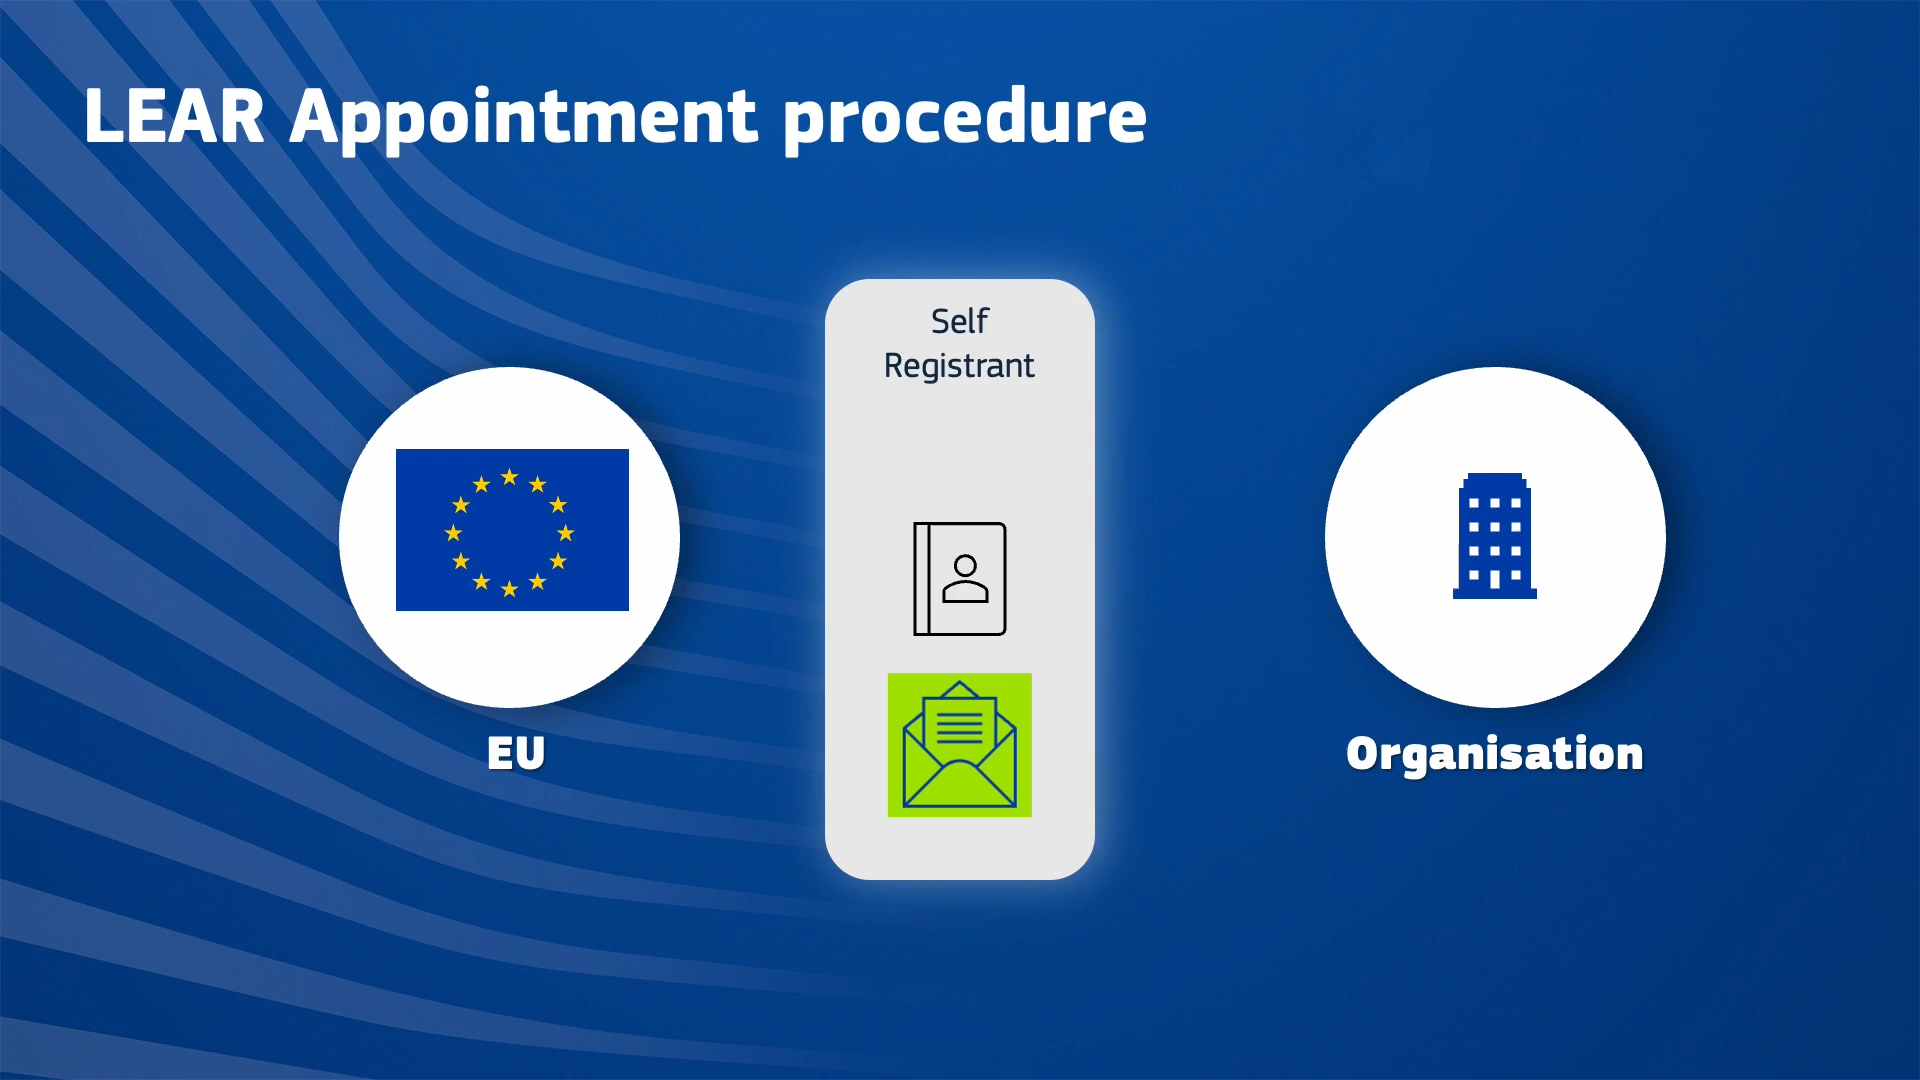 LEAR Appointment procedure
Self
Registrant
EU
Organisation